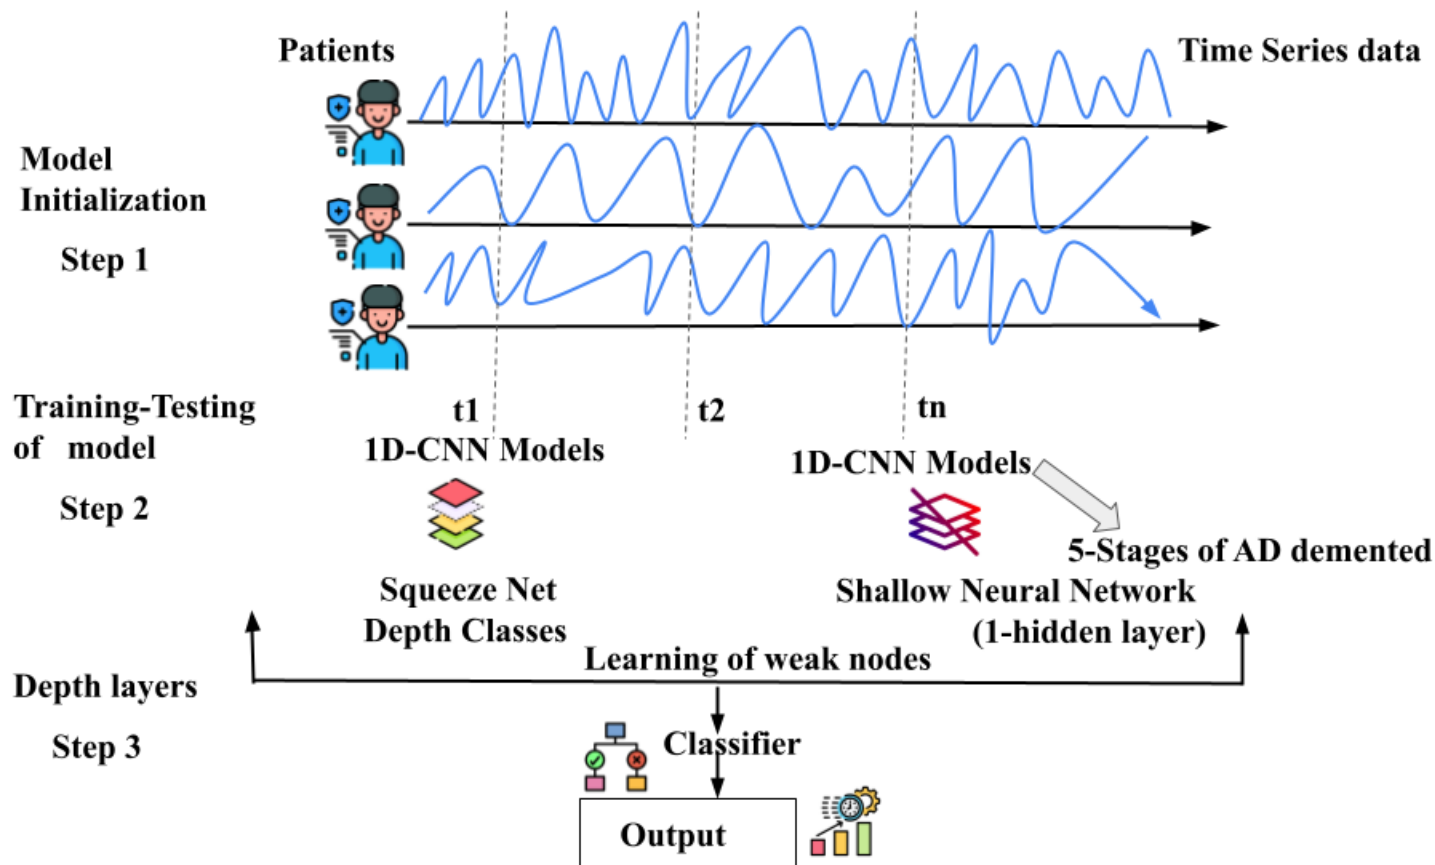 Patients
Time Series data
Model
Initialization
Step 1
Training-Testing
of model
Step 2
t1
t2
tn
1D-CNN Models
1D-CNN Models
5-Stages of AD demented
Squeeze Net
Depth Classes
Shallow Neural Network
(1-hidden layer)
Learning of weak nodes
Depth layers
Step 3
Classifier
Output